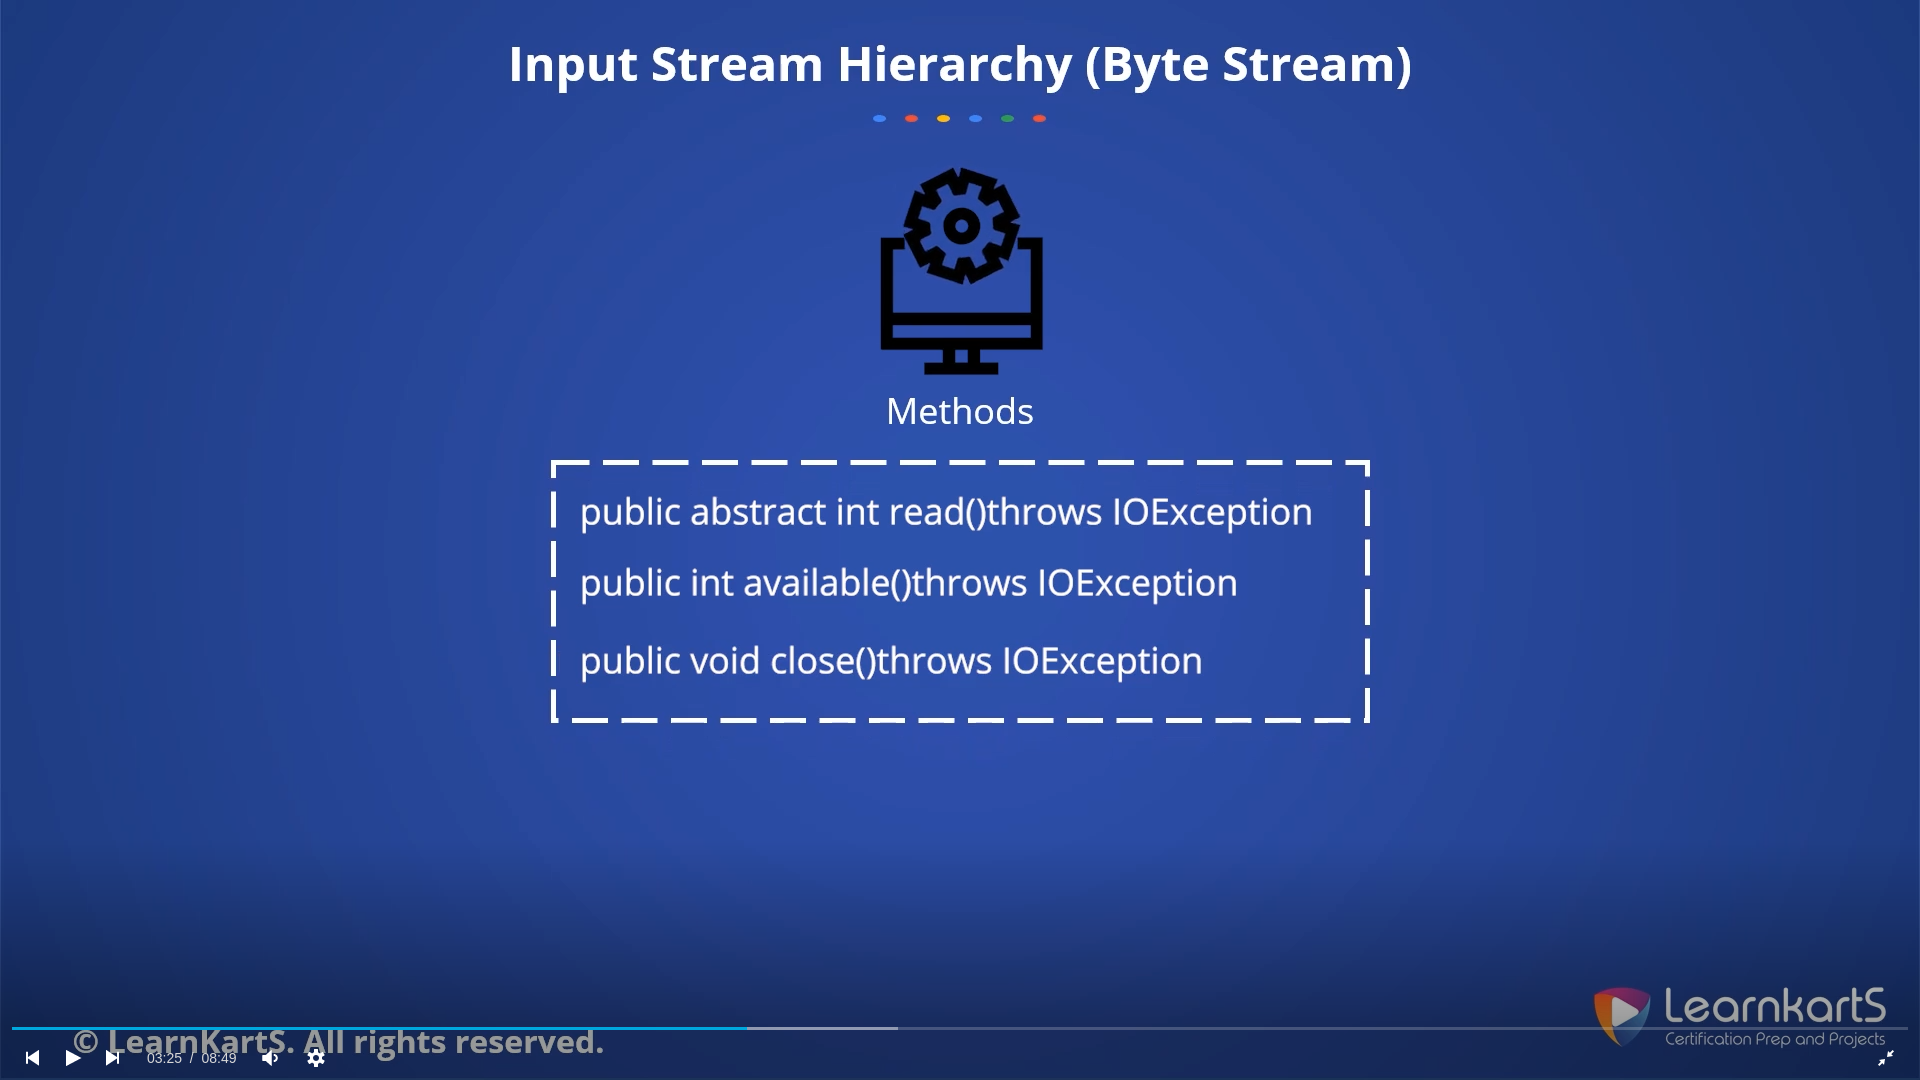 Input Stream Hierarchy (Byte Stream)
Methods
public abstract int read()throws IOException
public int available()throws IOException
public void close()throws IOException
LearnkartS
Certification Prep and Projects
© LearnKartS. All rights reserved.
03:25 / 08:49